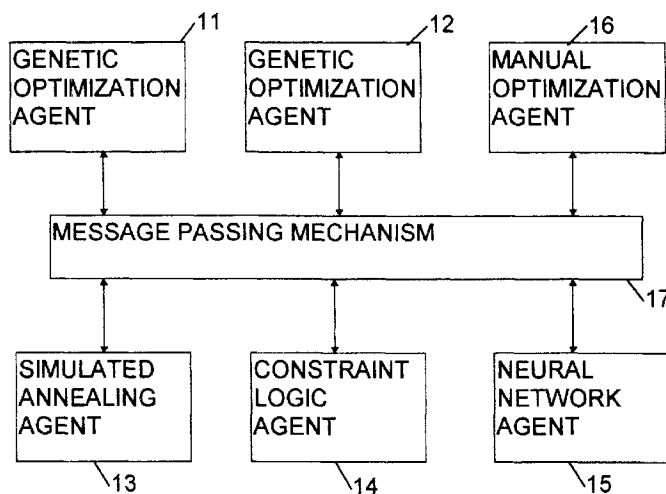 11
GENETIC
OPTIMIZATION
AGENT
12
GENETIC
OPTIMIZATION
AGENT
16
MANUAL
OPTIMIZATION
AGENT
MESSAGE PASSING MECHANISM
17
SIMULATED
ANNEALING
AGENT
13
CONSTRAINT
LOGIC
AGENT
14
NEURAL
NETWORK
AGENT
15